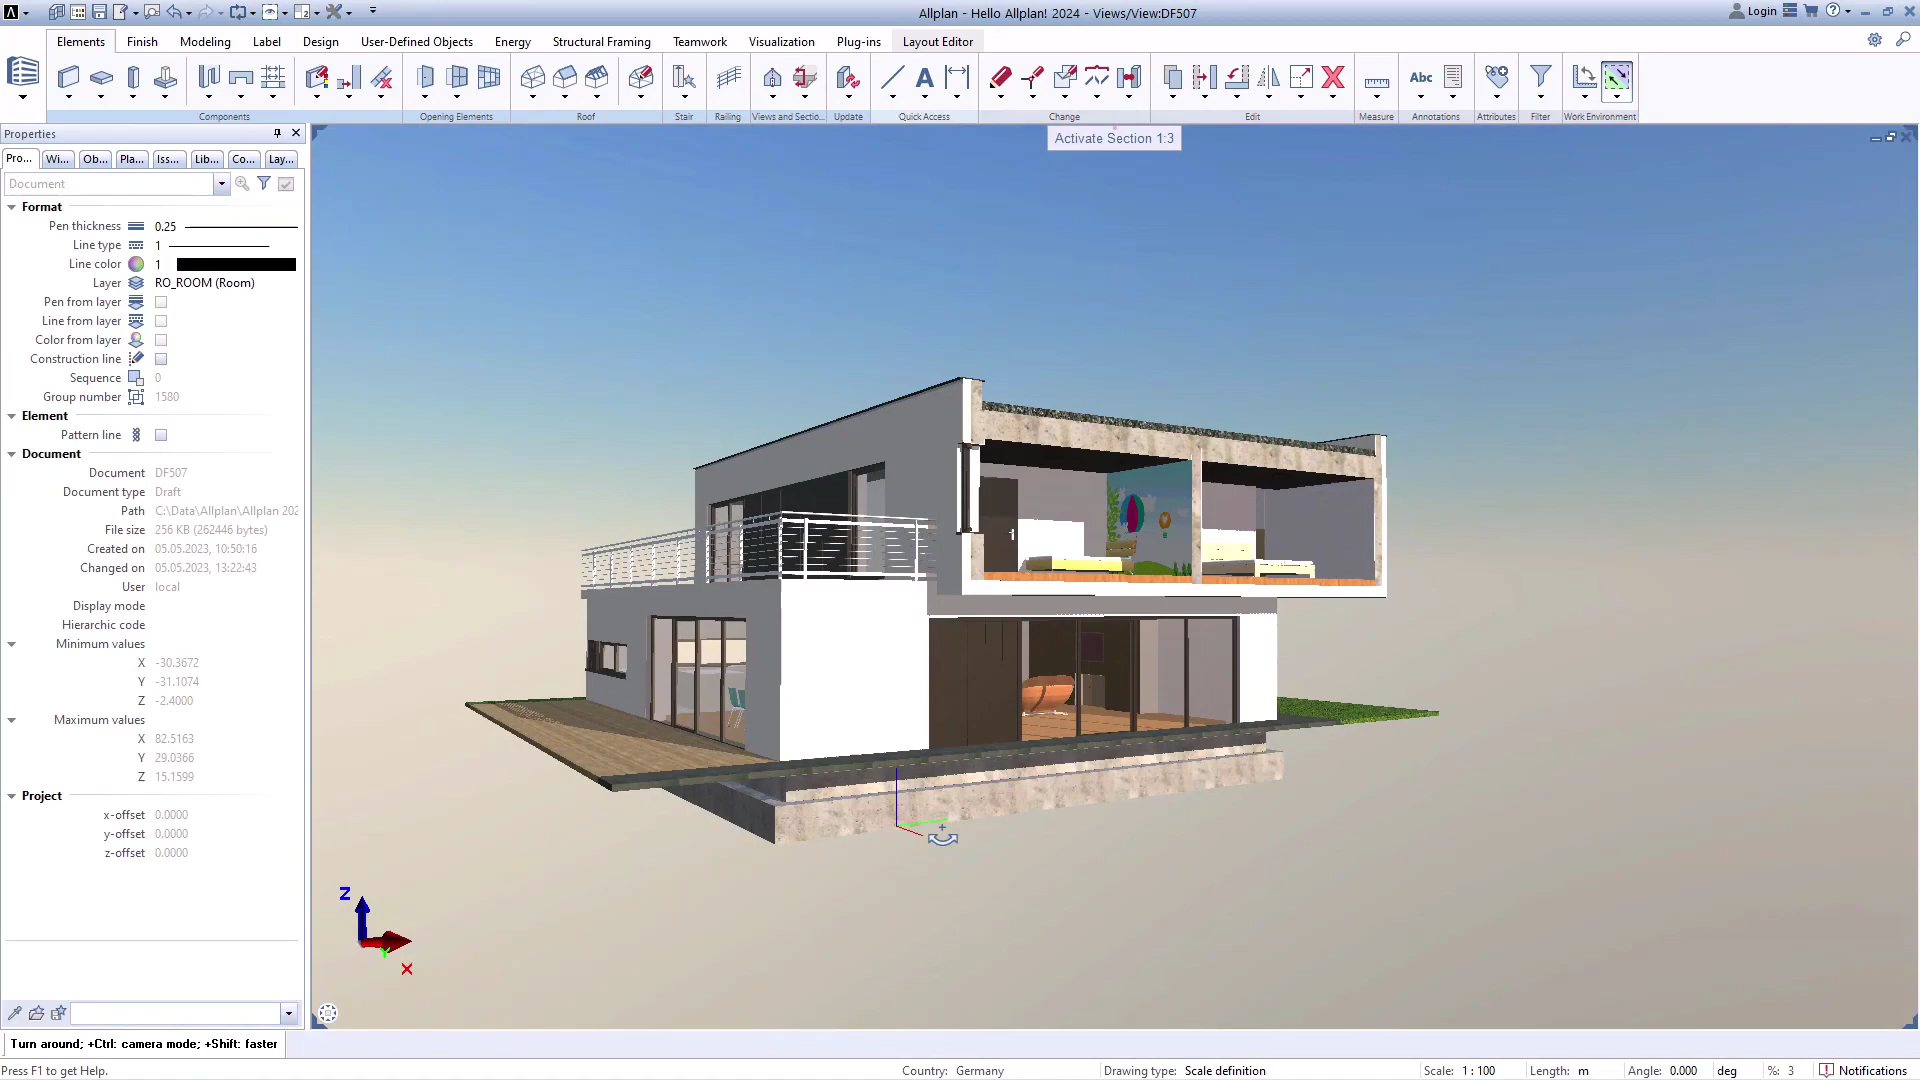 Allplan - Hello Allplan! 2024 - Views/View:DF507
Login
Elements Finish Modeling Label Design User-Defined Objects Energy Structural Framing Teamwork Visualization Plug-ins Layout Editor
Abc
Components Opening Elements Roof Stair Railing Views and Sectio... Update Quick Access Change Edit Measure Annotations Attributes Filter Work Environment
Properties
Activate Section 1:3
Pro... Wi... Ob... Pla... Iss... Lib... Co... Lay...
Document
Format
Pen thickness 0.25
Line type 1
Line color 1
Layer RO_ROOM (Room)
Pen from layer
Line from layer
Color from layer
Construction line
Sequence 0
Group number 1580
Element
Pattern line
Document
Document DF507
Document type Draft
Path C:\Data\Allplan\Allplan 202
File size 256 KB (262446 bytes)
Created on 05.05.2023, 10:50:16
Changed on 05.05.2023, 13:22:43
User local
Display mode
Hierarchic code
Minimum values
X -30.3672
Y -31.1074
Z -2.4000
Maximum values
X 82.5163
Y 29.0366
Z 15.1599
Project
x-offset 0.0000
y-offset 0.0000
z-offset 0.0000
Z
Y
X
Turn around; +Ctrl: camera mode; +Shift: faster
Press F1 to get Help.
Country: Germany
Drawing type: Scale definition
Scale: 1 : 100
Length: m
Angle: 0.000 deg
%: 3
Notifications